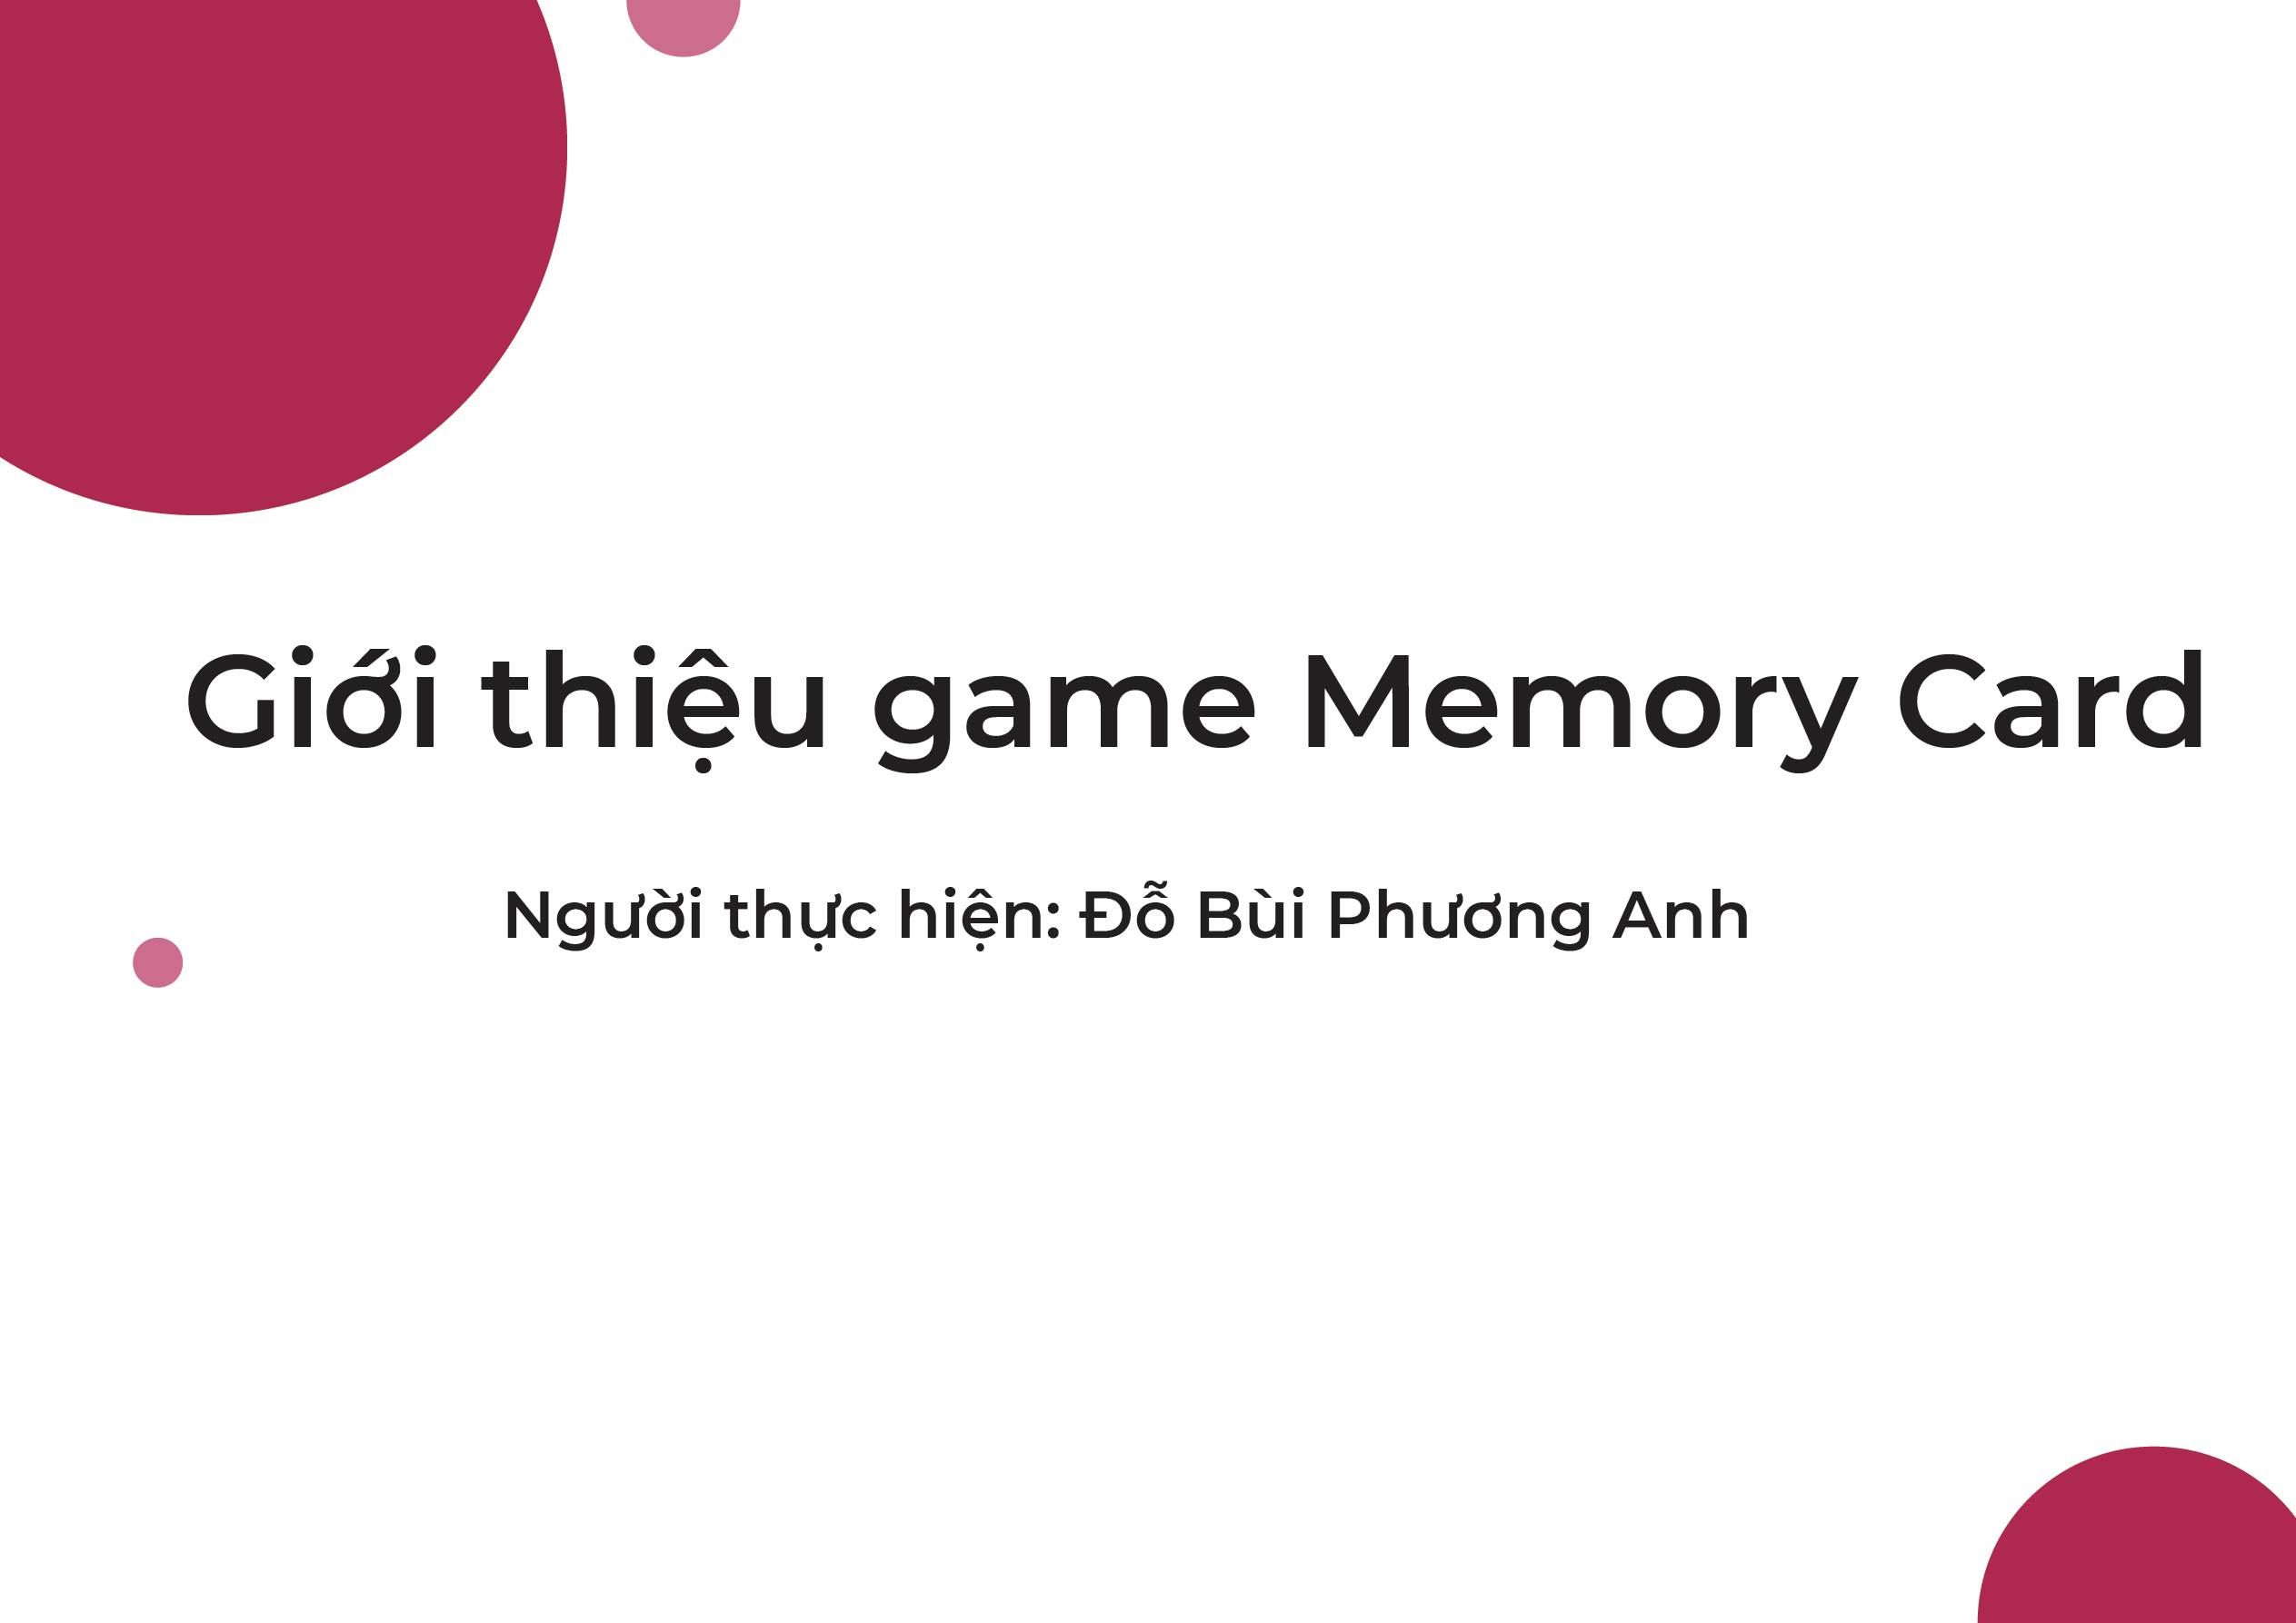 Giới thiệu game Memory Card
Người thực hiện: Đỗ Bùi Phương Anh